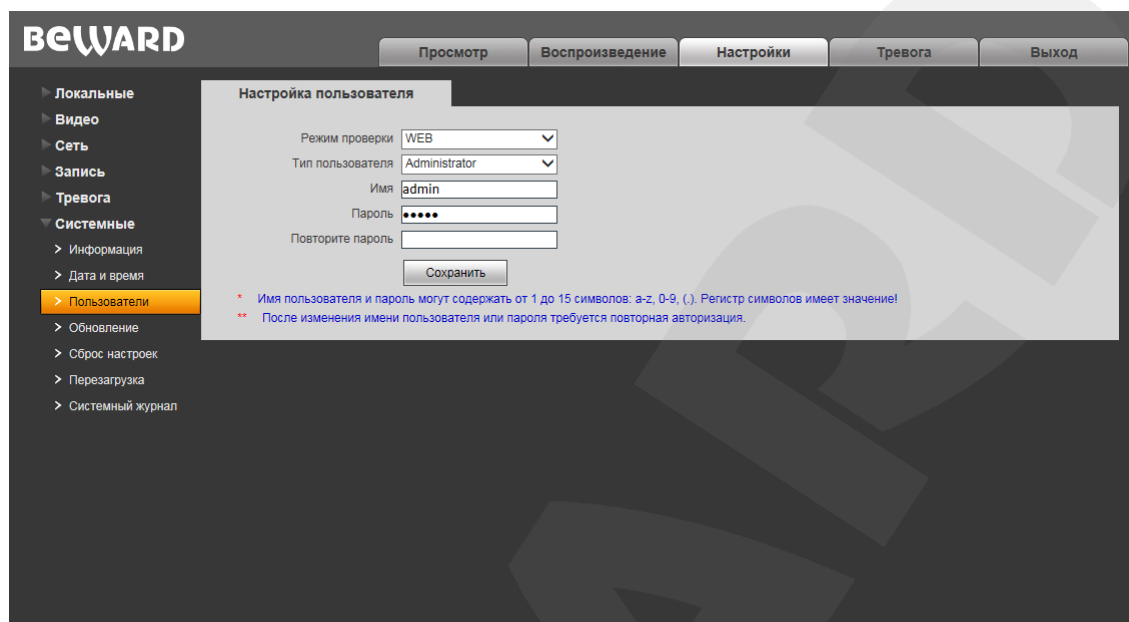 BEWARD
Просмотр Воспроизведение Настройки Тревога Выход
Локальные
Видео
Сеть
Запись
Тревога
Системные
Информация
Дата и время
Пользователи
Обновление
Сброс настроек
Перезагрузка
Системный журнал
Настройка пользователя
Режим проверки WEB
Тип пользователя Administrator
Имя admin
Пароль •••••
Повторите пароль
Сохранить
* Имя пользователя и пароль могут содержать от 1 до 15 символов: a-z, 0-9, (.). Регистр символов имеет значение!
** После изменения имени пользователя или пароля требуется повторная авторизация.